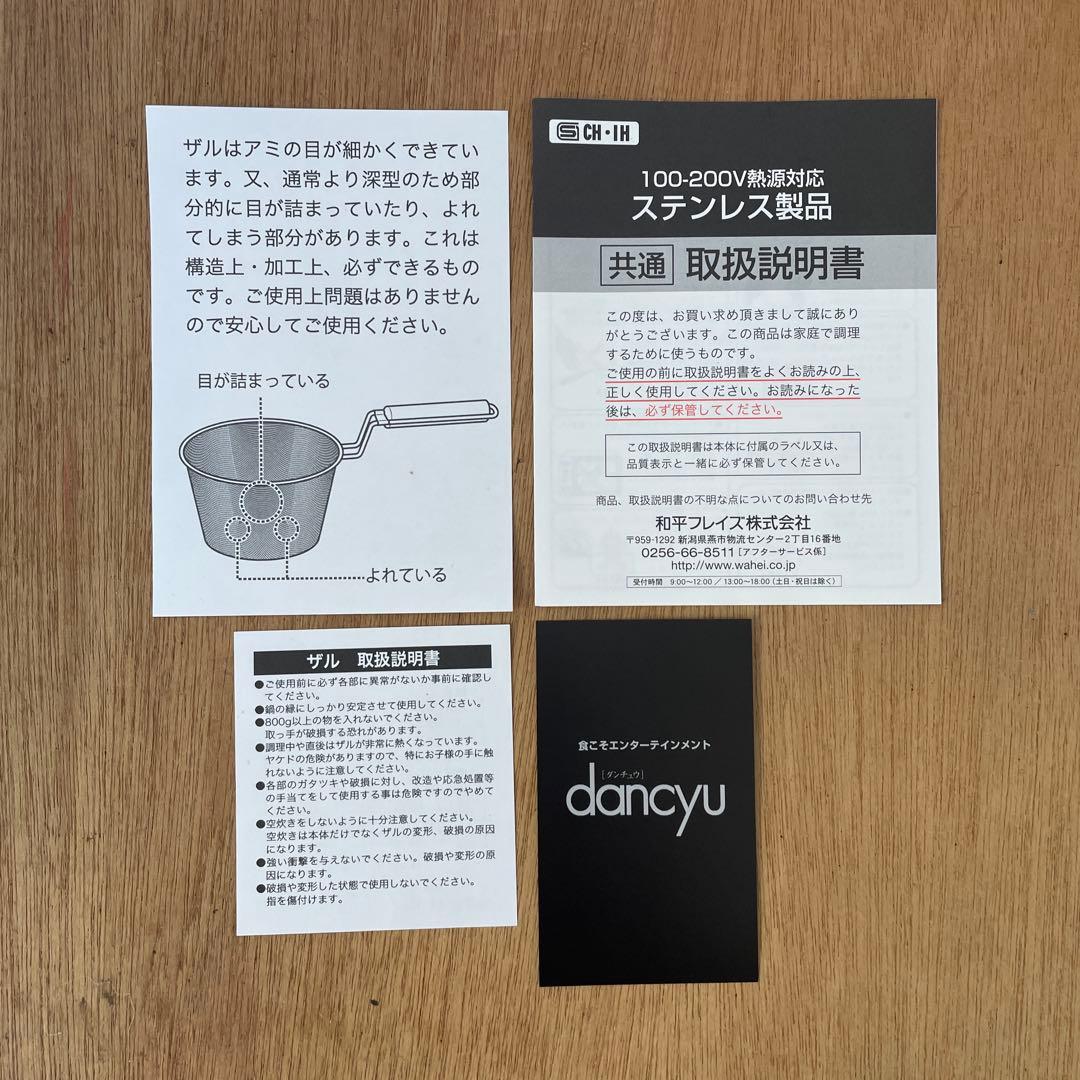 ザルはアミの目が細かくできてい
ます。又、通常より深型のため部
分的に目が詰まっていたり、よれ
てしまう部分があります。これは
構造上・加工上、必ずできるもの
です。ご使用上問題はありません
ので安心してご使用ください。
目が詰まっている
よれている
S CH・IH
100-200V熱源対応
ステンレス製品
共通 取扱説明書
この度は、お買い求め頂きまして誠にあり
がとうございます。この商品は家庭で調理
するために使うものです。
ご使用の前に取扱説明書をよくお読みの上、
正しく使用してください。お読みになった
後は、必ず保管してください。
この取扱説明書は本体に付属のラベル又は、
品質表示と一緒に必ず保管してください。
商品、取扱説明書の不明な点についてのお問い合わせ先
和平フレイズ株式会社
〒959-1292 新潟県燕市物流センター2丁目16番地
0256-66-8511[アフターサービス係]
http://www.wahei.co.jp
受付時間 9:00〜12:00／13:00〜18:00(土日・祝日は除く)
ザル 取扱説明書
●ご使用前に必ず各部に異常がないか事前に確認し
てください。
●鍋の縁にしっかり安定させて使用してください。
●800g以上の物を入れないでください。
取っ手が破損する恐れがあります。
●調理中や直後はザルが非常に熱くなっています。
ヤケドの危険がありますので、特にお子様の手に触
れないように注意してください。
●各部のガタツキや破損に対し、改造や応急処置等
の手当てをして使用する事は危険ですのでやめて
ください。
●空炊きをしないように十分注意してください。
空炊きは本体だけでなくザルの変形、破損の原因
になります。
●強い衝撃を与えないでください。破損や変形の原
因になります。
●破損や変形した状態で使用しないでください。
指を傷付けます。
食こそエンターテインメント
[ダンチュウ]
dancyu